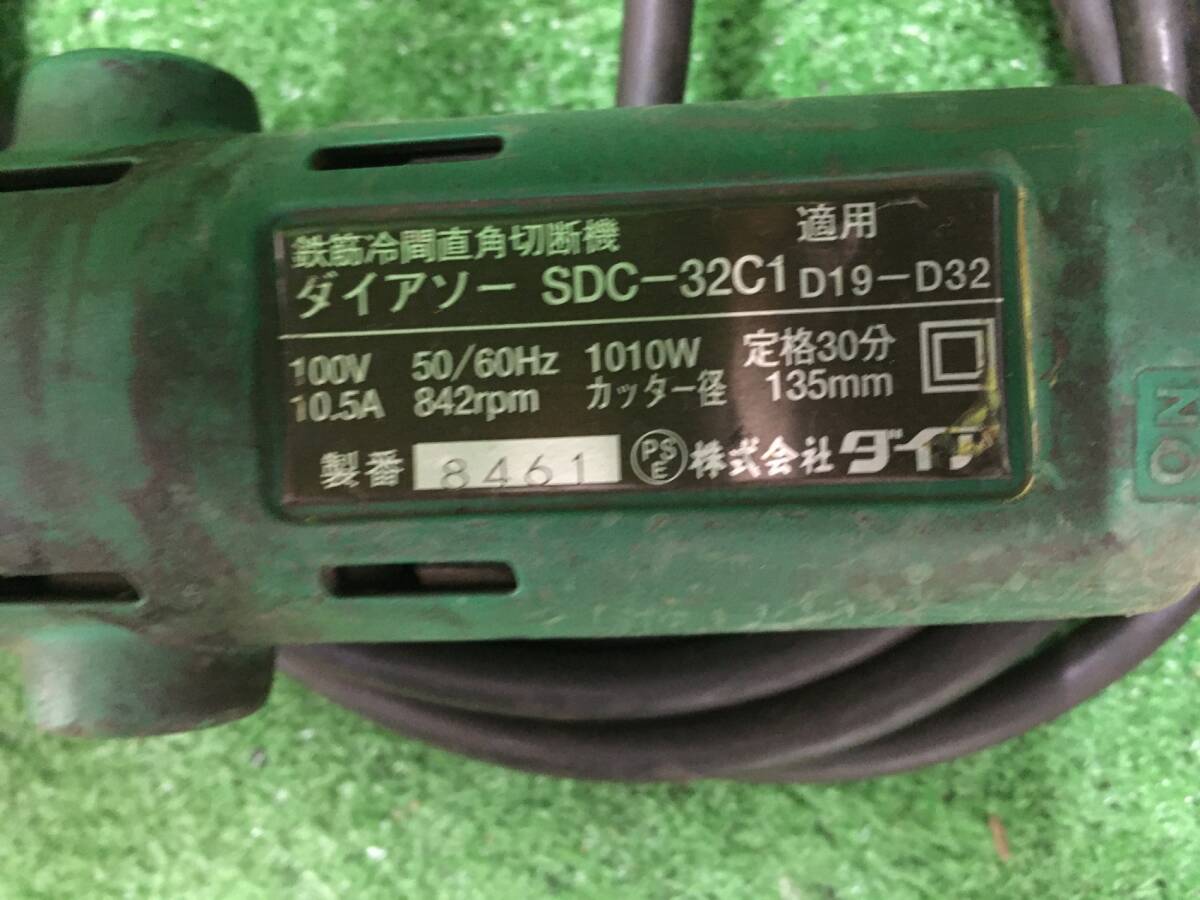 鉄筋冷間直角切断機 適用
ダイアソー SDC-32C1 D19-D32
100V 50/60Hz 1010W 定格30分
10.5A 842rpm カッター径 135mm
製番 8461 PSE 株式会社 ダイア
ON